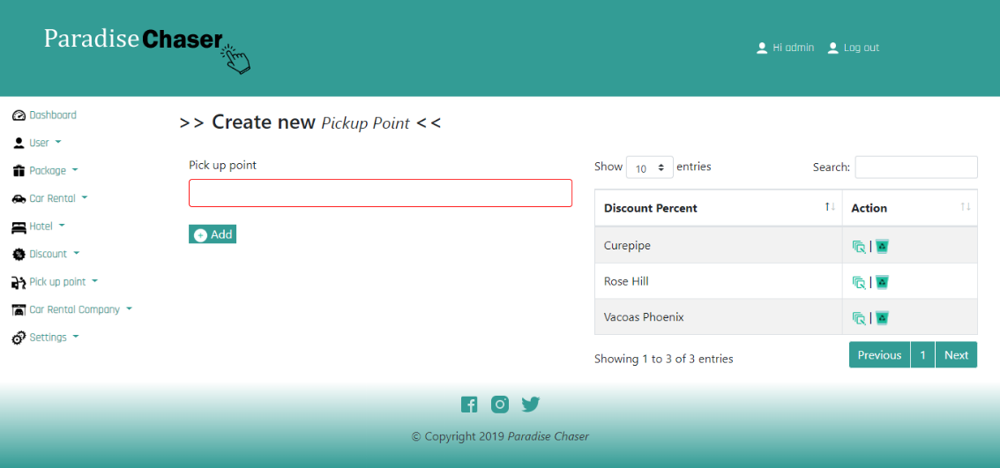 Paradise Chaser
Hi admin Log out
Dashboard
User
Package
Car Rental
Hotel
Discount
Pick up point
Car Rental Company
Settings
>> Create new Pickup Point <<
Pick up point
Add
Show 10 entries Search:
Discount Percent Action
Curepipe |
Rose Hill |
Vacoas Phoenix |
Showing 1 to 3 of 3 entries Previous 1 Next
© Copyright 2019 Paradise Chaser